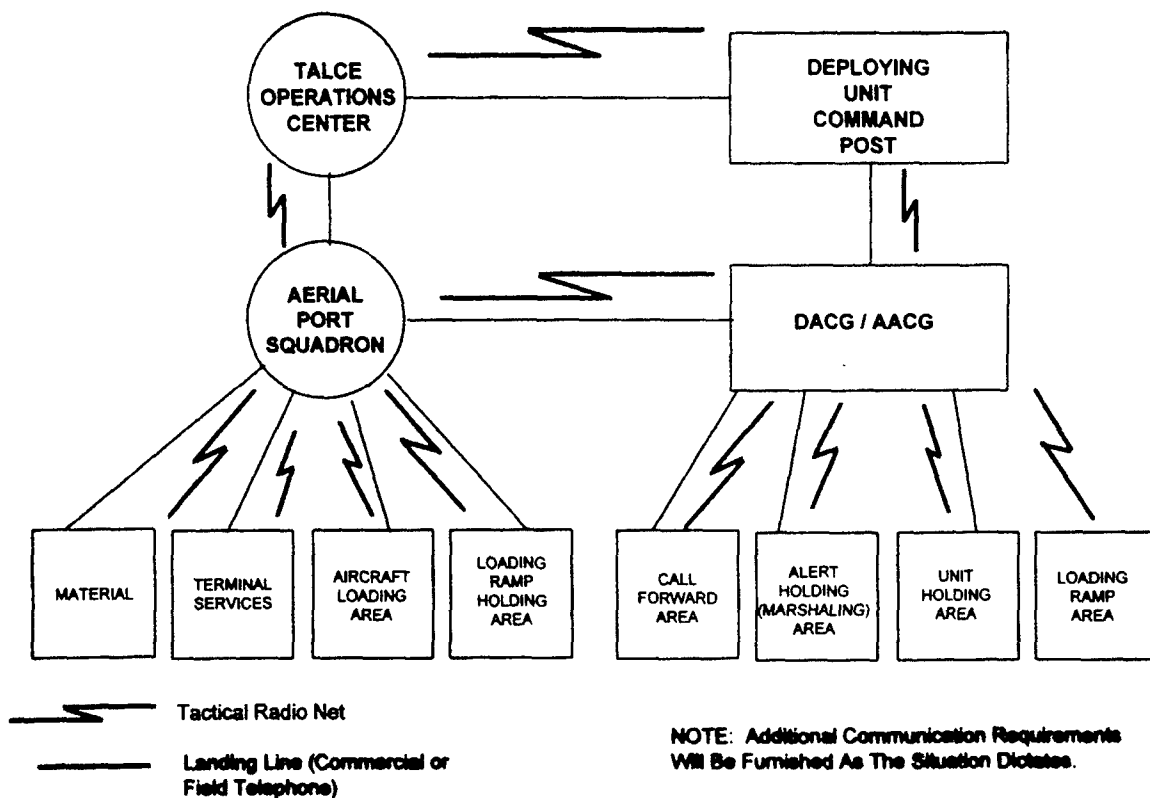 TALCE
OPERATIONS
CENTER
DEPLOYING
UNIT
COMMAND
POST
AERIAL
PORT
SQUADRON
DACG / AACG
MATERIAL
TERMINAL
SERVICES
AIRCRAFT
LOADING
AREA
LOADING
RAMP
HOLDING
AREA
CALL
FORWARD
AREA
ALERT
HOLDING
(MARSHALING)
AREA
UNIT
HOLDING
AREA
LOADING
RAMP
AREA
Tactical Radio Net
Landing Line (Commercial or
Field Telephone)
NOTE: Additional Communication Requirements
Will Be Furnished As The Situation Dictates.